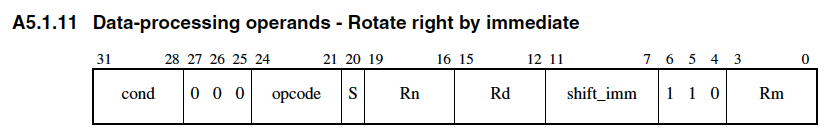 A5.1.11 Data-processing operands - Rotate right by immediate
31 28 27 26 25 24 21 20 19 16 15 12 11 7 6 5 4 3 0
cond 0 0 0 opcode S Rn Rd shift_imm 1 1 0 Rm